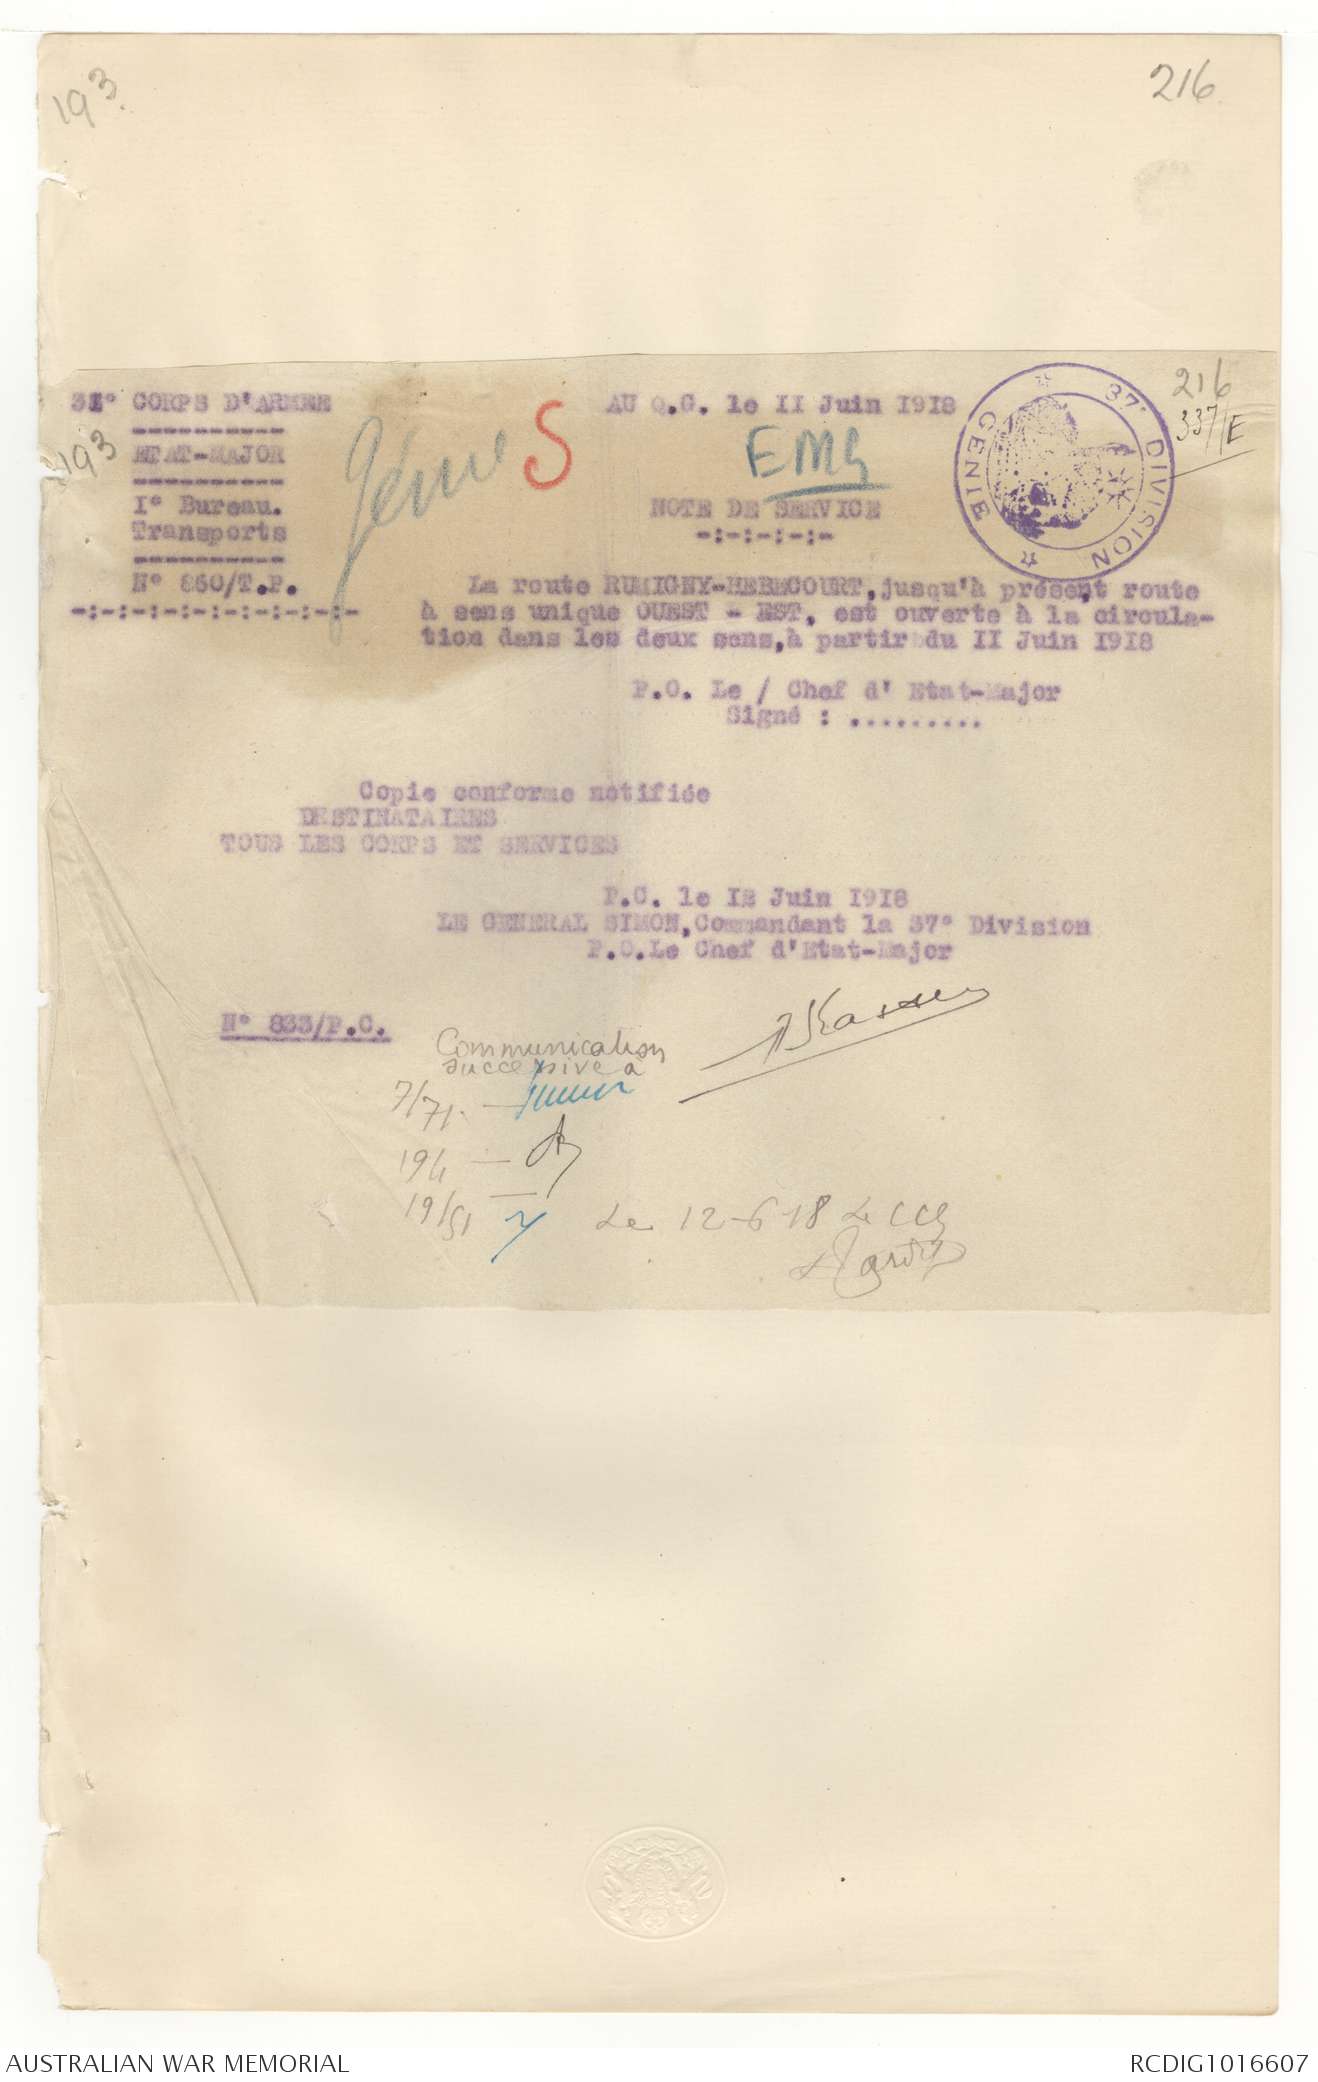 193.
216
31° CORPS D'ARMEE
----------
193
ETAT-MAJOR
----------
I° Bureau.
Transports
----------
N° 860/T.P.
-:-:-:-:-:-:-:-:-:-
Génie S
AU Q.G. le II Juin 1918
EMG
37° DIVISION
GENIE
216
337/E
NOTE DE SERVICE
-:-:-:-:-
La route RUMIGNY-HEBECOURT,jusqu'à présent route
à sens unique OUEST - EST, est ouverte à la circula-
tion dans les deux sens,à partir du II Juin 1918
P.O. Le / Chef d' Etat-Major
Signé : .........
Copie conforme notifiée
DESTINATAIRES
TOUS LES CORPS ET SERVICES
P.C. le 12 Juin 1918
LE GENERAL SIMON,Commandant la 37° Division
P.O.Le Chef d'Etat-Major
N° 833/P.C.
Communication
successive à
7/71. —
194 —
19/51 —
Le 12-6-18 Le CCG
AUSTRALIAN WAR MEMORIAL
RCDIG1016607